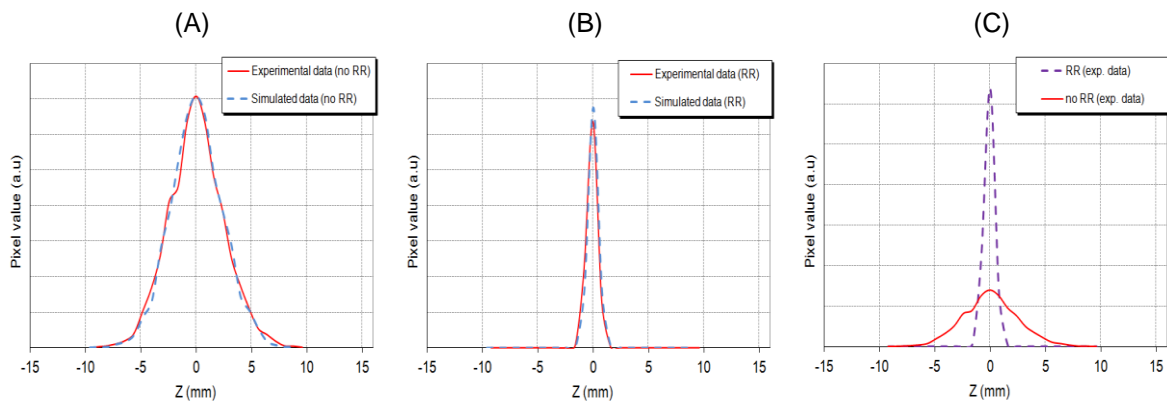 (A)
(B)
(C)
Experimental data (no RR)
Simulated data (no RR)
Pixel value (a.u)
-15 -10 -5 0 5 10 15
Z (mm)
Experimental data (RR)
Simulated data (RR)
Pixel value (a.u)
-15 -10 -5 0 5 10 15
Z (mm)
RR (exp. data)
no RR (exp. data)
Pixel value (a.u)
-15 -10 -5 0 5 10 15
Z (mm)